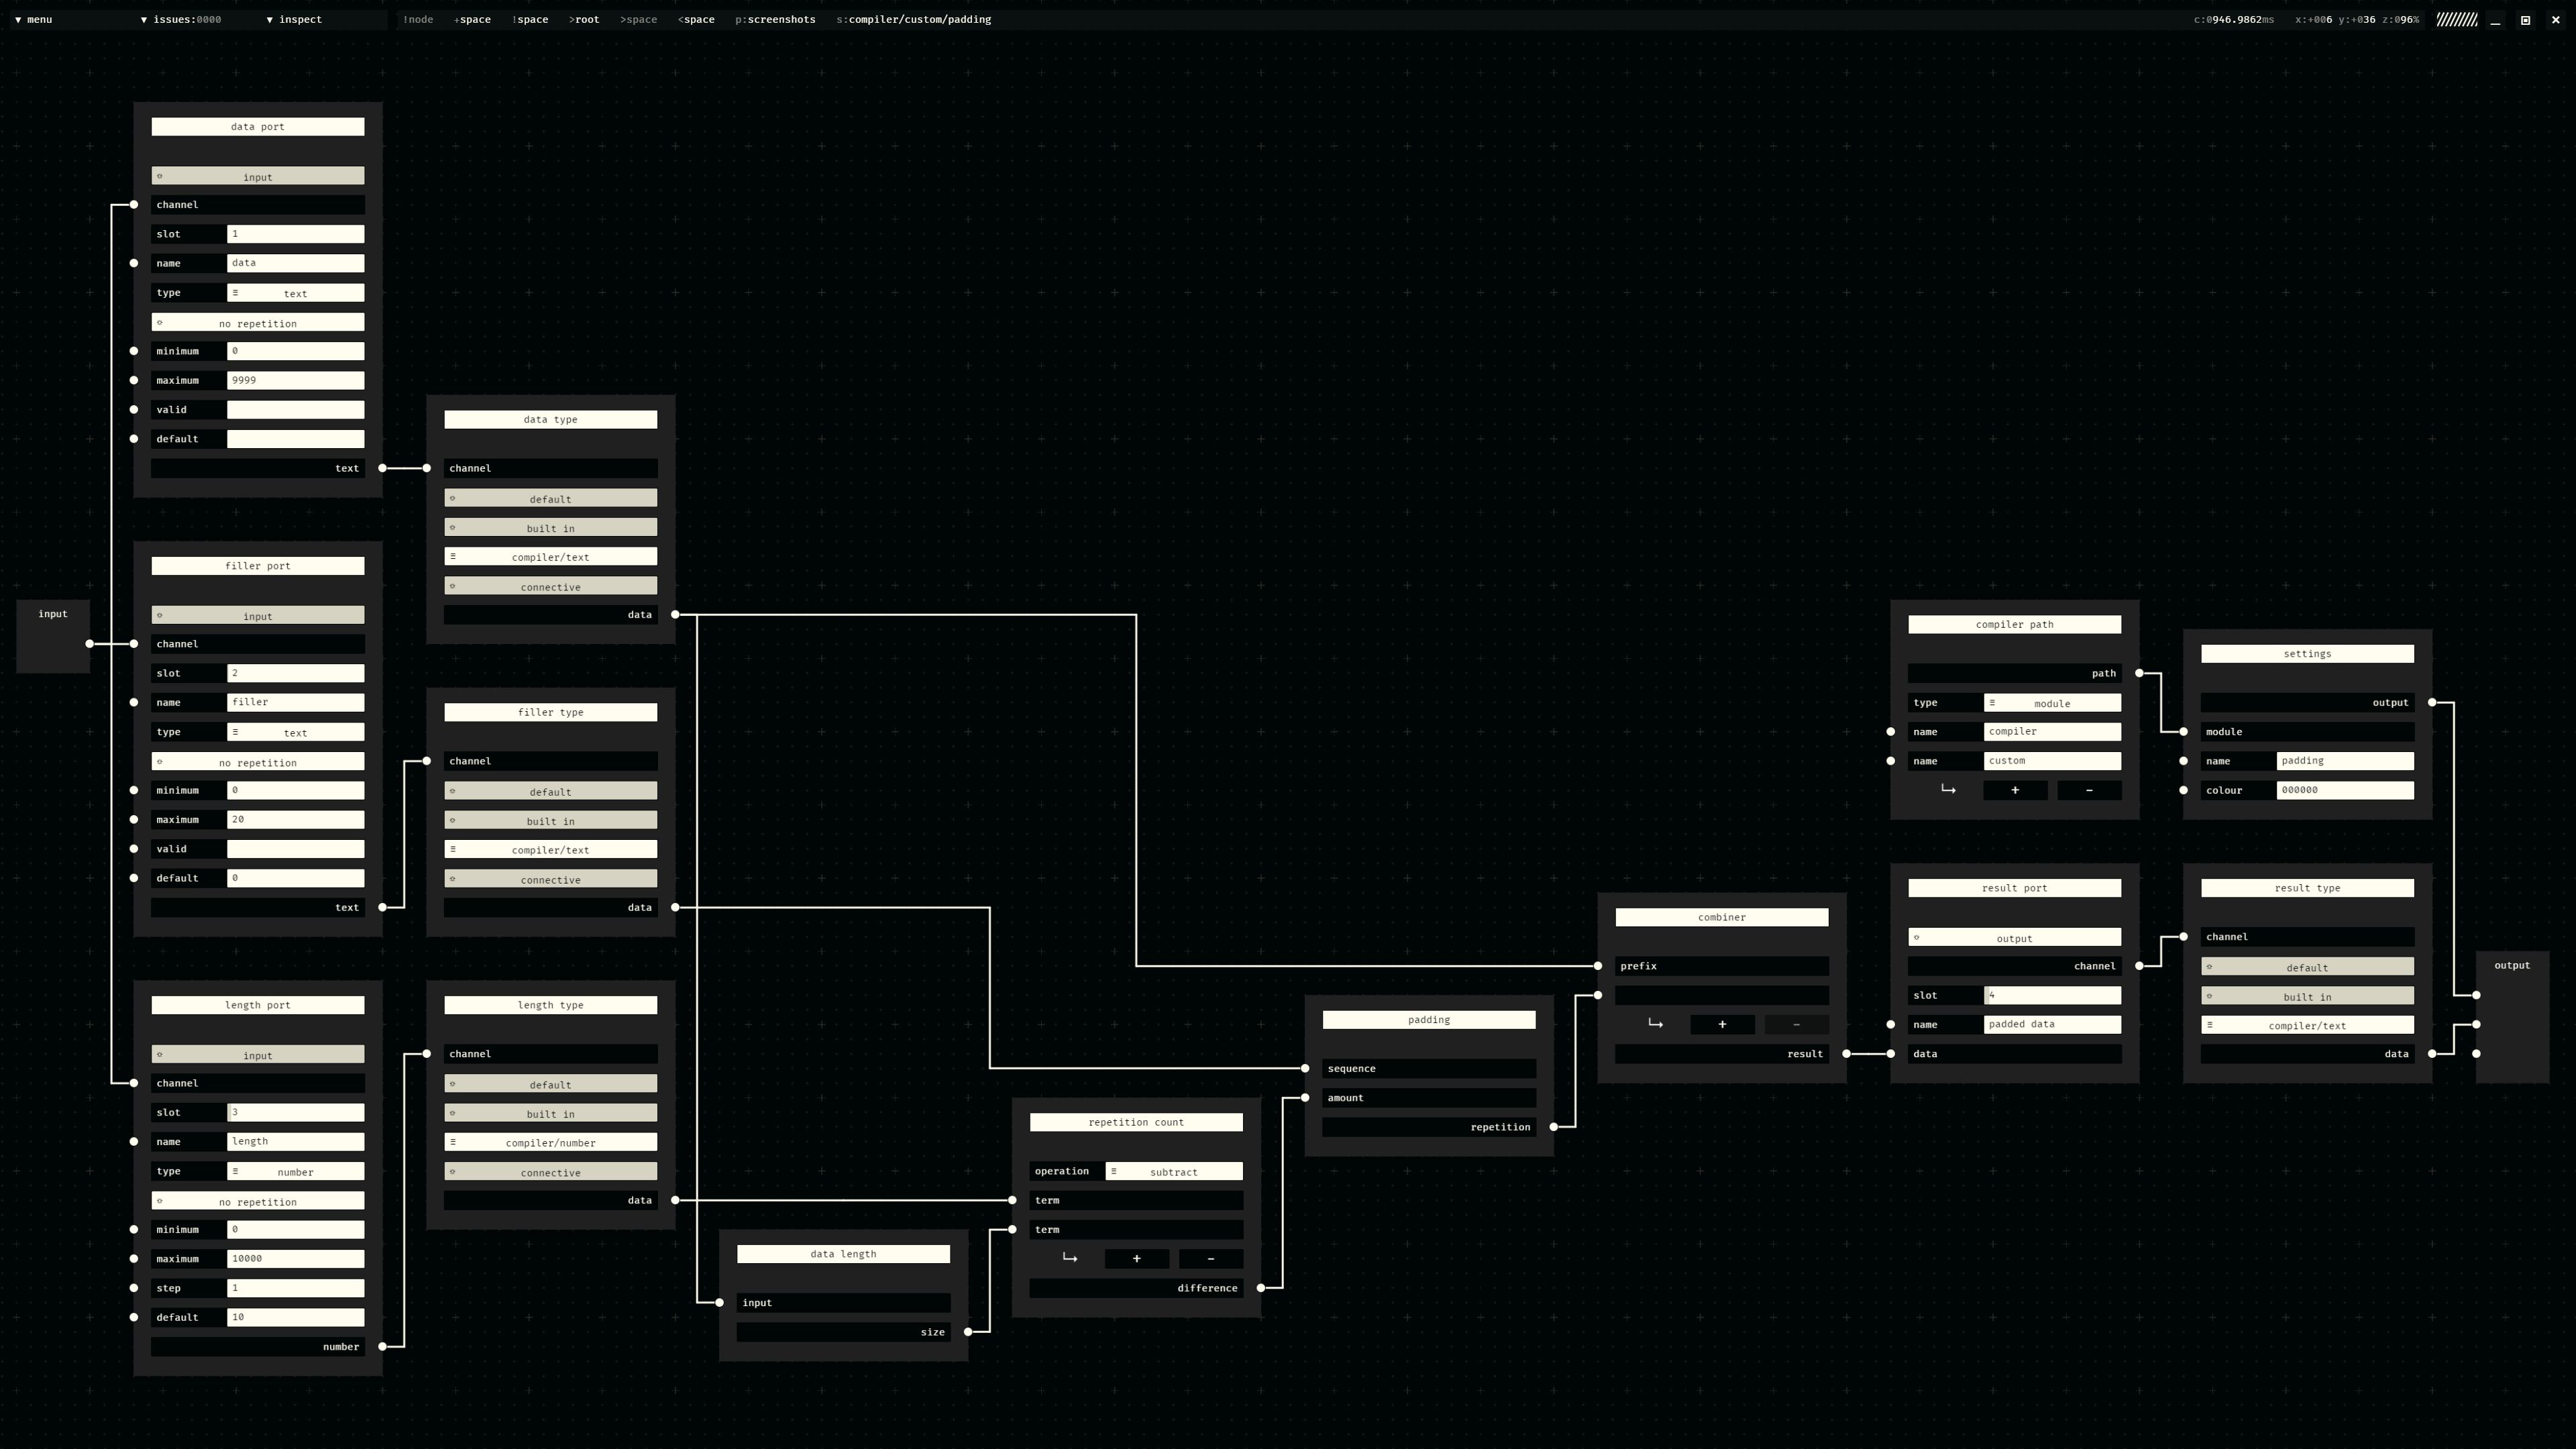 ▼ menu ▼ issues:0000 ▼ inspect !node +space !space >root >space <space p:screenshots s:compiler/custom/padding c:0946.9862ms x:+006 y:+036 z:096%
data port
input
channel
slot 1
name data
type text
no repetition
minimum 0
maximum 9999
valid
default
text
input
filler port
input
channel
slot 2
name filler
type text
no repetition
minimum 0
maximum 20
valid
default 0
text
length port
input
channel
slot 3
name length
type number
no repetition
minimum 0
maximum 10000
step 1
default 10
number
data type
channel
default
built in
compiler/text
connective
data
filler type
channel
default
built in
compiler/text
connective
data
length type
channel
default
built in
compiler/number
connective
data
data length
input
size
repetition count
operation subtract
term
term
+ -
difference
padding
sequence
amount
repetition
combiner
prefix
+ -
result
compiler path
path
type module
name compiler
name custom
+ -
settings
output
module
name padding
colour 000000
result port
output
channel
slot 4
name padded data
data
result type
channel
default
built in
compiler/text
data
output